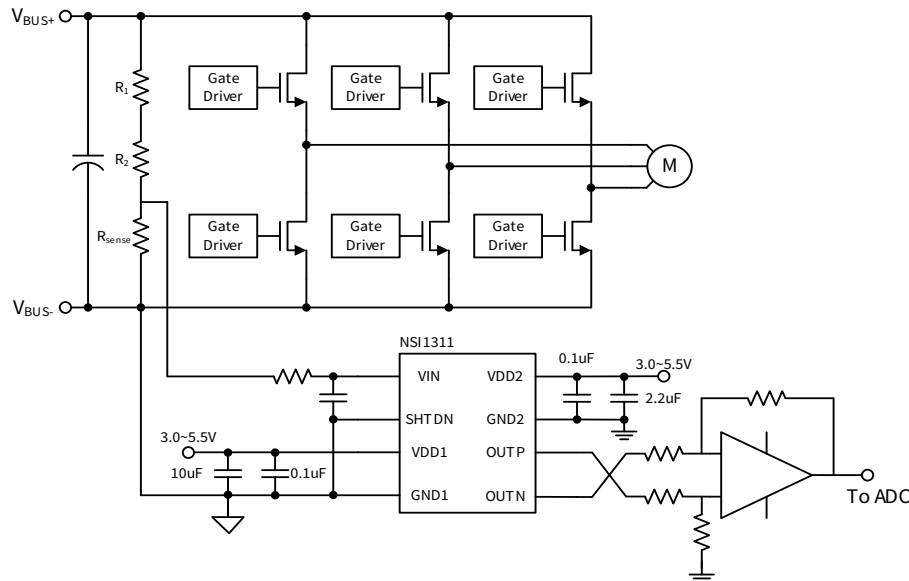 VBUS+
R1
R2
Rsense
VBUS-
Gate
Driver
Gate
Driver
Gate
Driver
M
Gate
Driver
Gate
Driver
Gate
Driver
NSI1311
VIN
SHTDN
VDD1
GND1
VDD2
GND2
OUTP
OUTN
0.1uF
3.0~5.5V
2.2uF
3.0~5.5V
10uF
0.1uF
To ADC